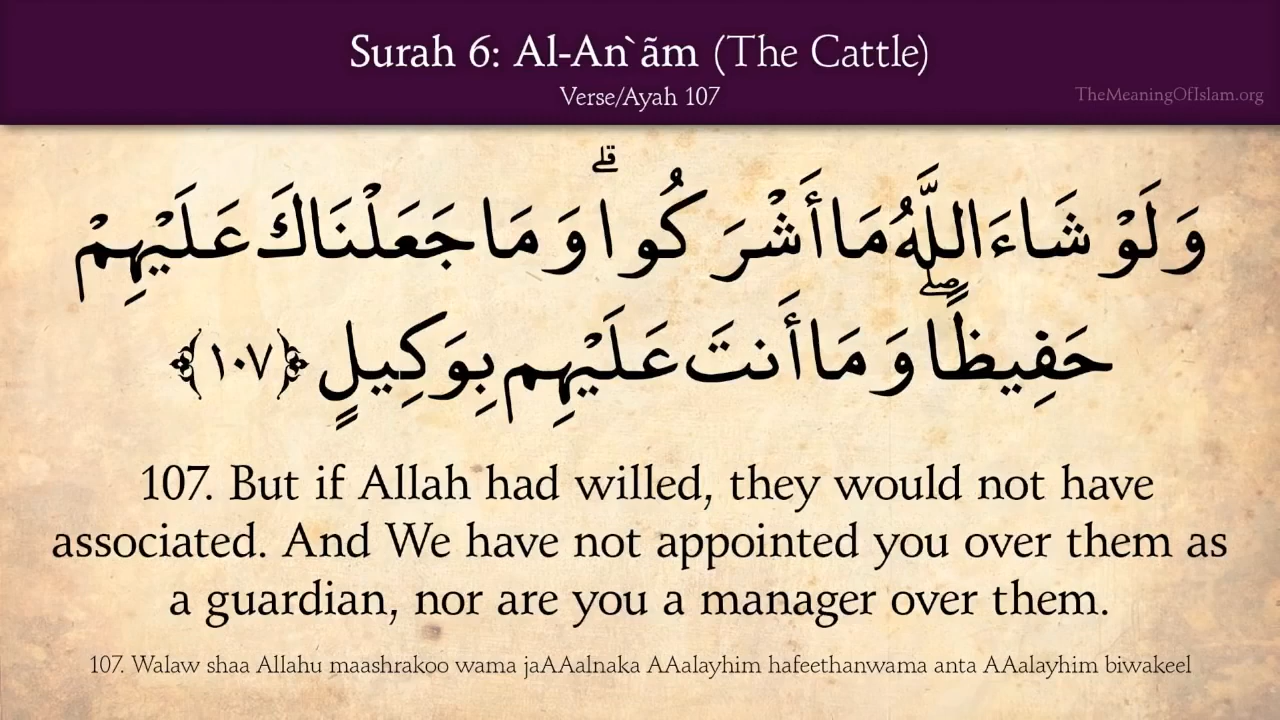 Surah 6: Al-An`ãm (The Cattle)
Verse/Ayah 107
TheMeaningOfIslam.org
وَلَوْ شَاءَ اللَّهُ مَا أَشْرَكُوا ۗ وَمَا جَعَلْنَاكَ عَلَيْهِمْ
حَفِيظًا ۖ وَمَا أَنتَ عَلَيْهِم بِوَكِيلٍ ﴿١٠٧﴾
107. But if Allah had willed, they would not have
associated. And We have not appointed you over them as
a guardian, nor are you a manager over them.
107. Walaw shaa Allahu maashrakoo wama jaAAalnaka AAalayhim hafeethanwama anta AAalayhim biwakeel